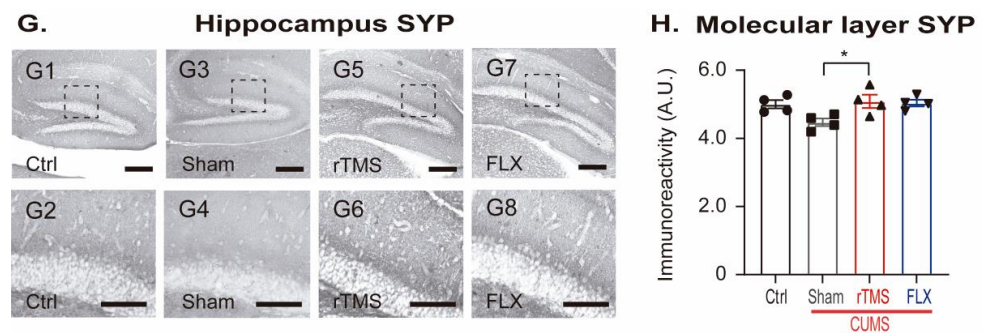 G. Hippocampus SYP
G1 G3 G5 G7
Ctrl Sham rTMS FLX
G2 G4 G6 G8
Ctrl Sham rTMS FLX
H. Molecular layer SYP
*
6.0
4.0
2.0
0
Immunoreactivity (A.U.)
Ctrl Sham rTMS FLX
CUMS